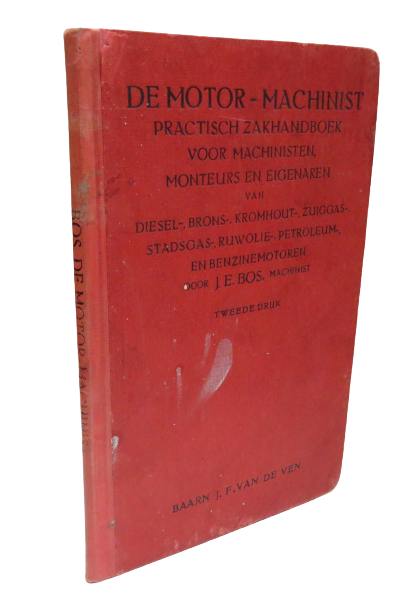 DE MOTOR-MACHINIST
PRACTISCH ZAKHANDBOEK
VOOR MACHINISTEN,
MONTEURS EN EIGENAREN
VAN
DIESEL-, BRONS-, KROMHOUT-, ZUIGGAS-
STADSGAS-, RUWOLIE-, PETROLEUM-,
EN BENZINEMOTOREN
DOOR J. E. BOS. MACHINIST
TWEEDE DRUK
BAARN J. F. VAN DE VEN
BOS, DE MOTOR MACHINIST